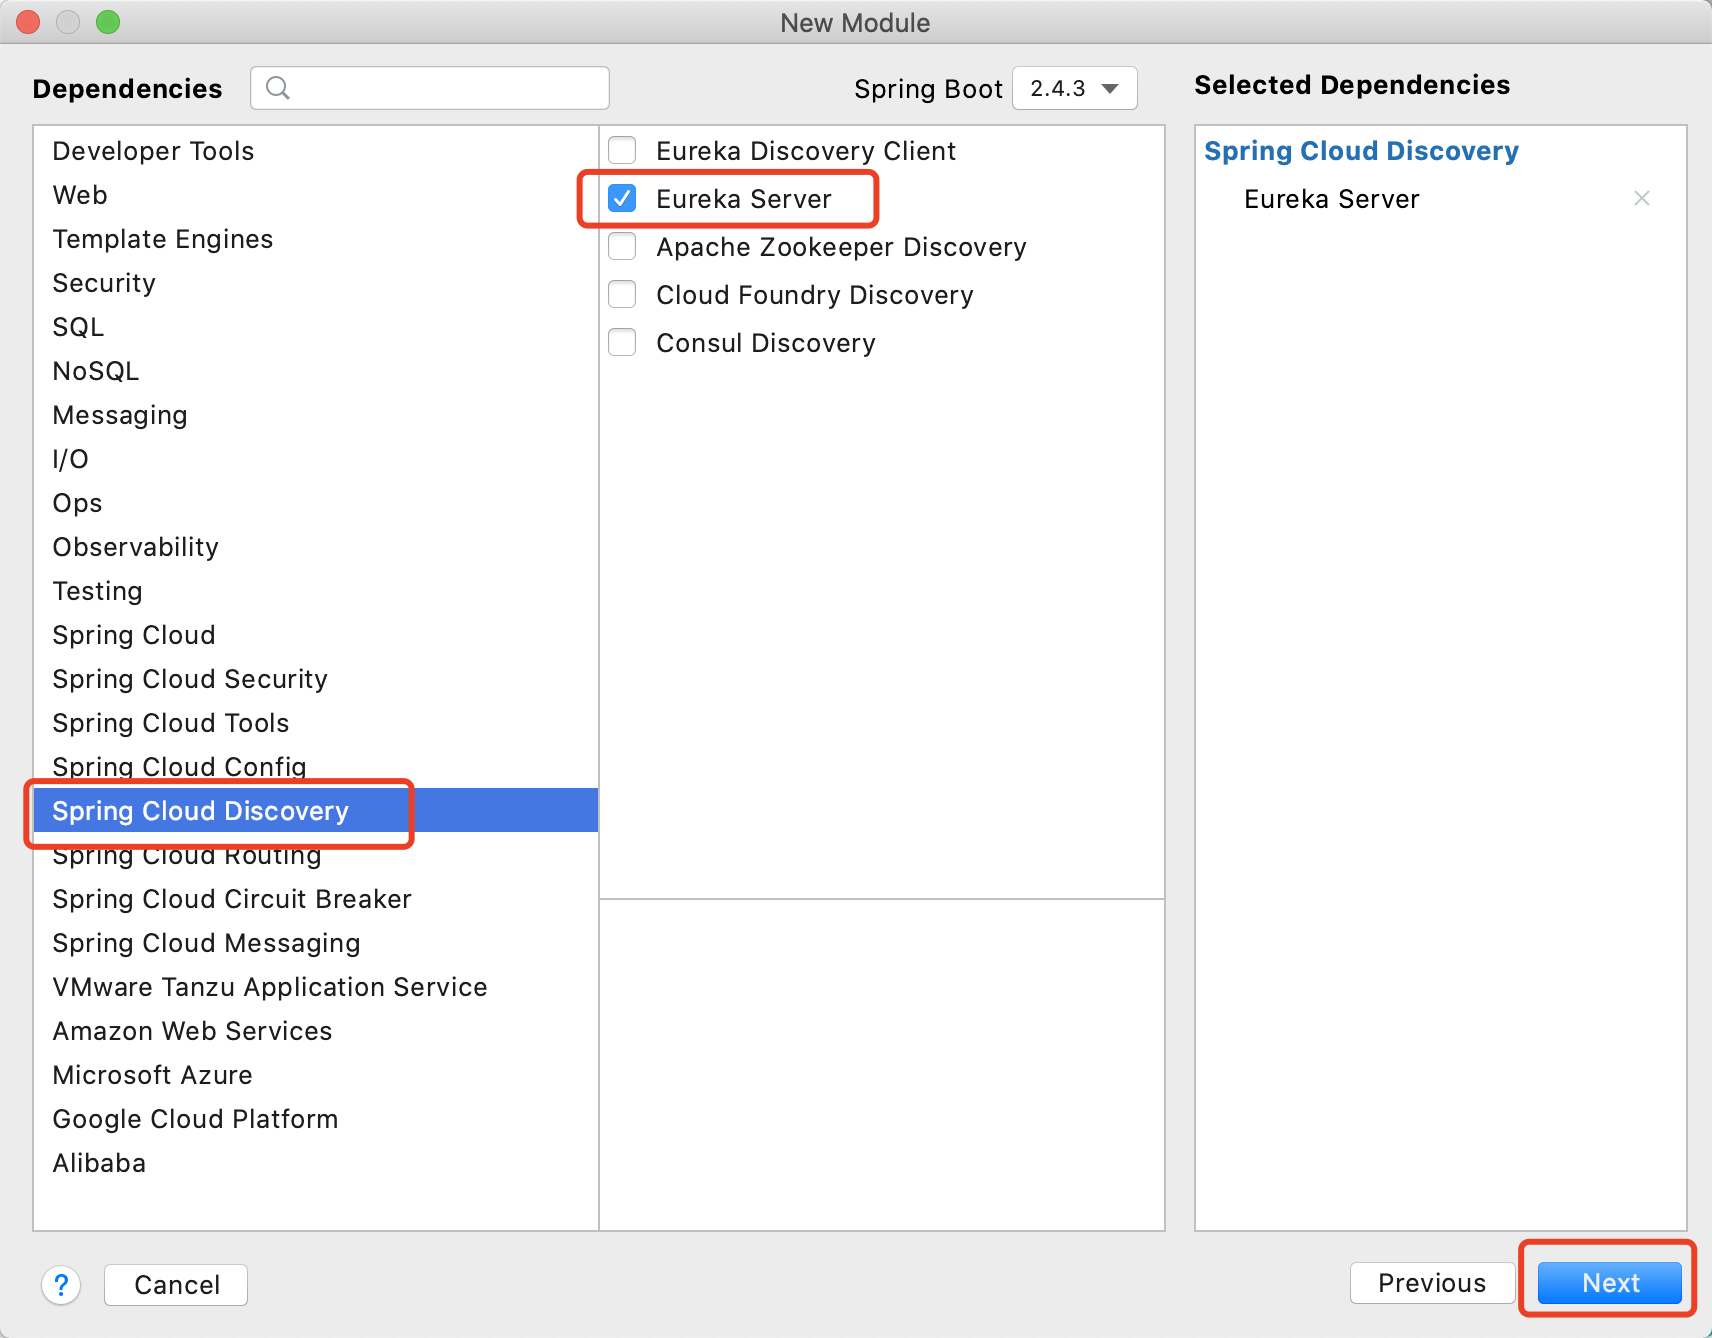 New Module
Dependencies
Spring Boot 2.4.3
Selected Dependencies
Developer Tools
Web
Template Engines
Security
SQL
NoSQL
Messaging
I/O
Ops
Observability
Testing
Spring Cloud
Spring Cloud Security
Spring Cloud Tools
Spring Cloud Config
Spring Cloud Discovery
Spring Cloud Routing
Spring Cloud Circuit Breaker
Spring Cloud Messaging
VMware Tanzu Application Service
Amazon Web Services
Microsoft Azure
Google Cloud Platform
Alibaba
Eureka Discovery Client
Eureka Server
Apache Zookeeper Discovery
Cloud Foundry Discovery
Consul Discovery
Spring Cloud Discovery
Eureka Server
?
Cancel
Previous
Next